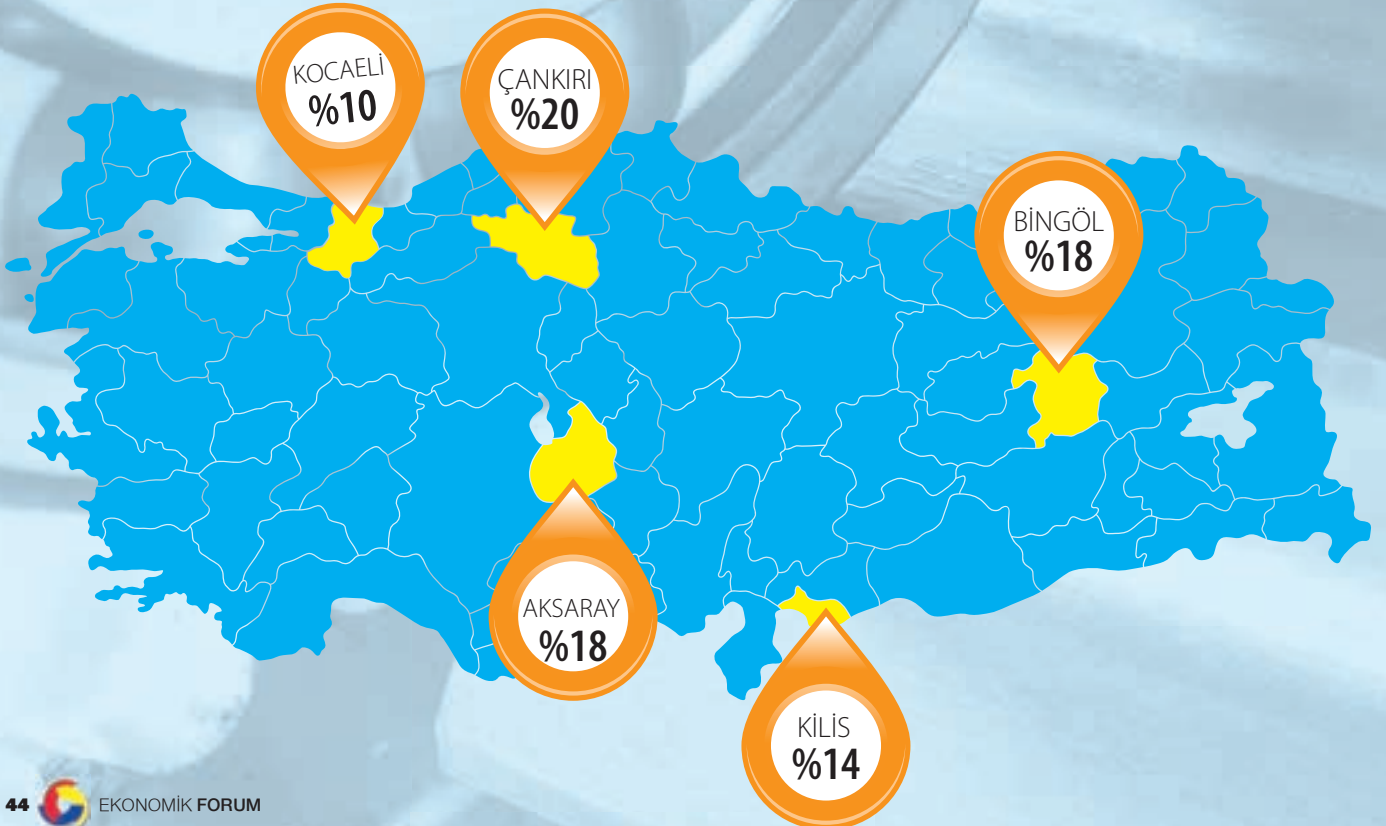 KOCAELİ
%10
ÇANKIRI
%20
BİNGÖL
%18
AKSARAY
%18
KİLİS
%14
44 EKONOMİK FORUM